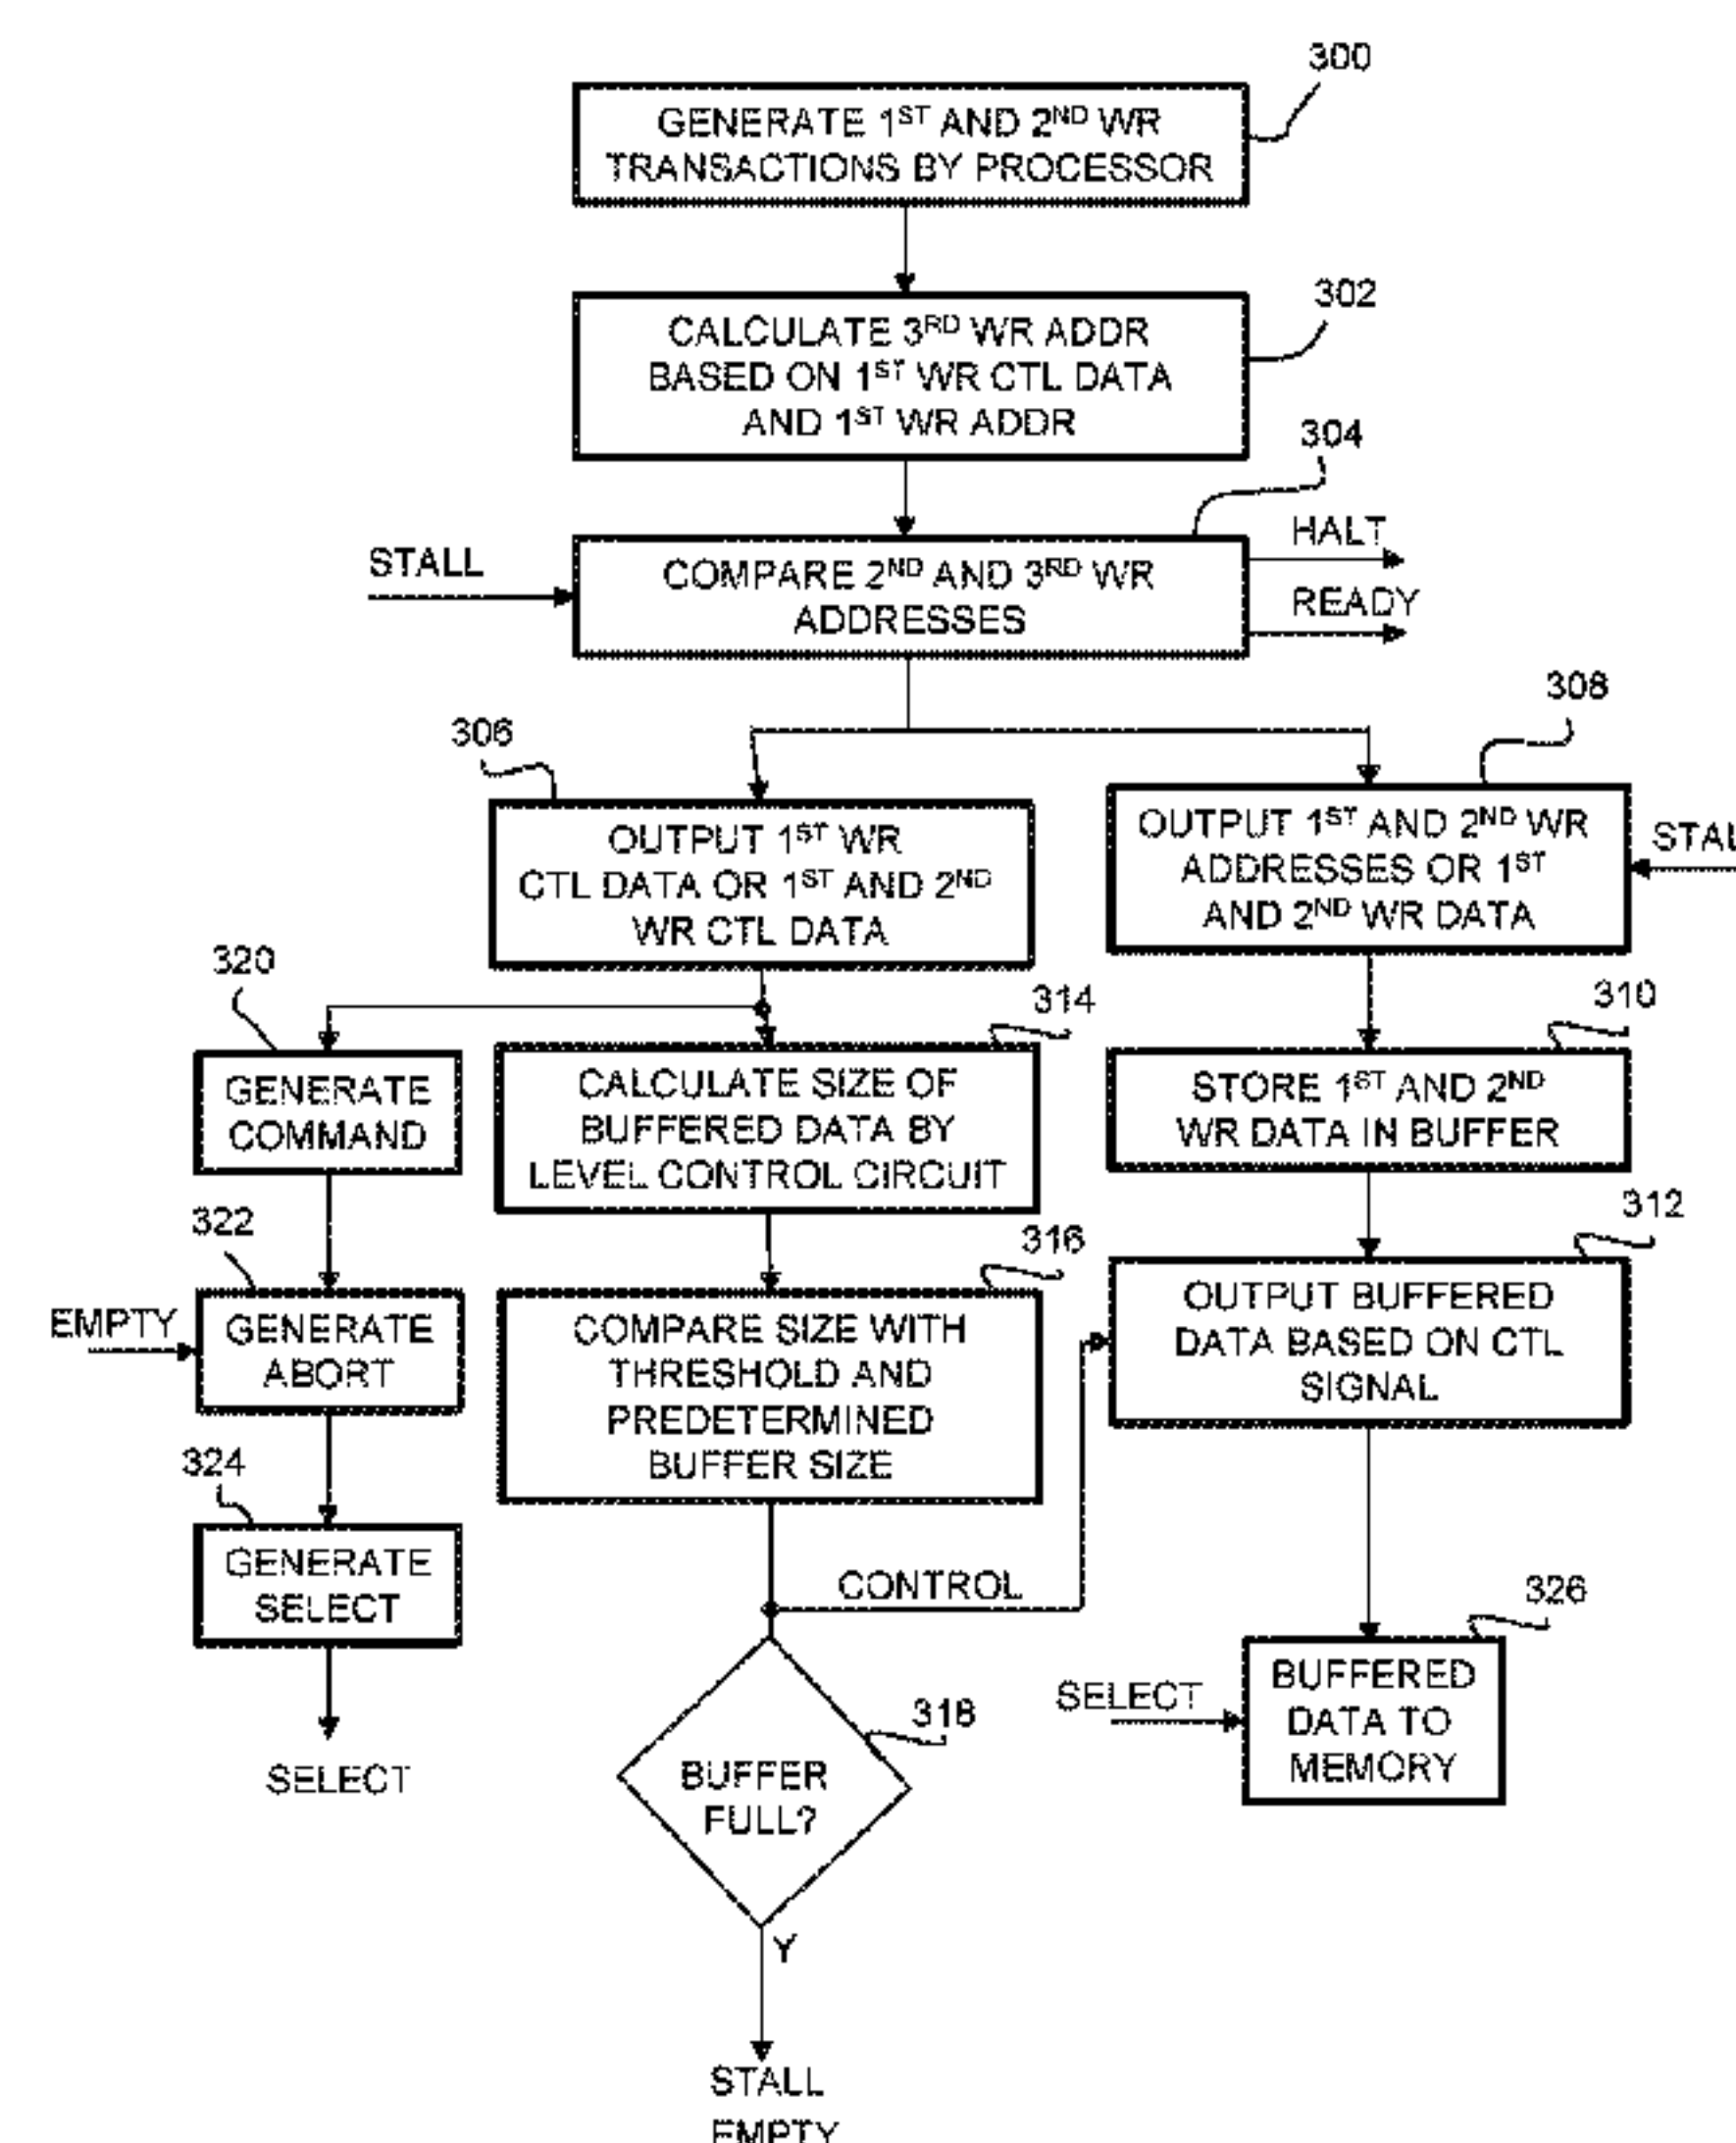 300
GENERATE 1ST AND 2ND WR
TRANSACTIONS BY PROCESSOR
302
CALCULATE 3RD WR ADDR
BASED ON 1ST WR CTL DATA
AND 1ST WR ADDR
304
STALL
COMPARE 2ND AND 3RD WR
ADDRESSES
HALT
READY
306
OUTPUT 1ST WR
CTL DATA OR 1ST AND 2ND
WR CTL DATA
308
OUTPUT 1ST AND 2ND WR
ADDRESSES OR 1ST
AND 2ND WR DATA
STAL
320
GENERATE
COMMAND
314
CALCULATE SIZE OF
BUFFERED DATA BY
LEVEL CONTROL CIRCUIT
310
STORE 1ST AND 2ND
WR DATA IN BUFFER
322
EMPTY
GENERATE
ABORT
316
COMPARE SIZE WITH
THRESHOLD AND
PREDETERMINED
BUFFER SIZE
312
OUTPUT BUFFERED
DATA BASED ON CTL
SIGNAL
324
GENERATE
SELECT
SELECT
CONTROL
318
BUFFER
FULL?
Y
STALL
EMPTY
326
SELECT
BUFFERED
DATA TO
MEMORY